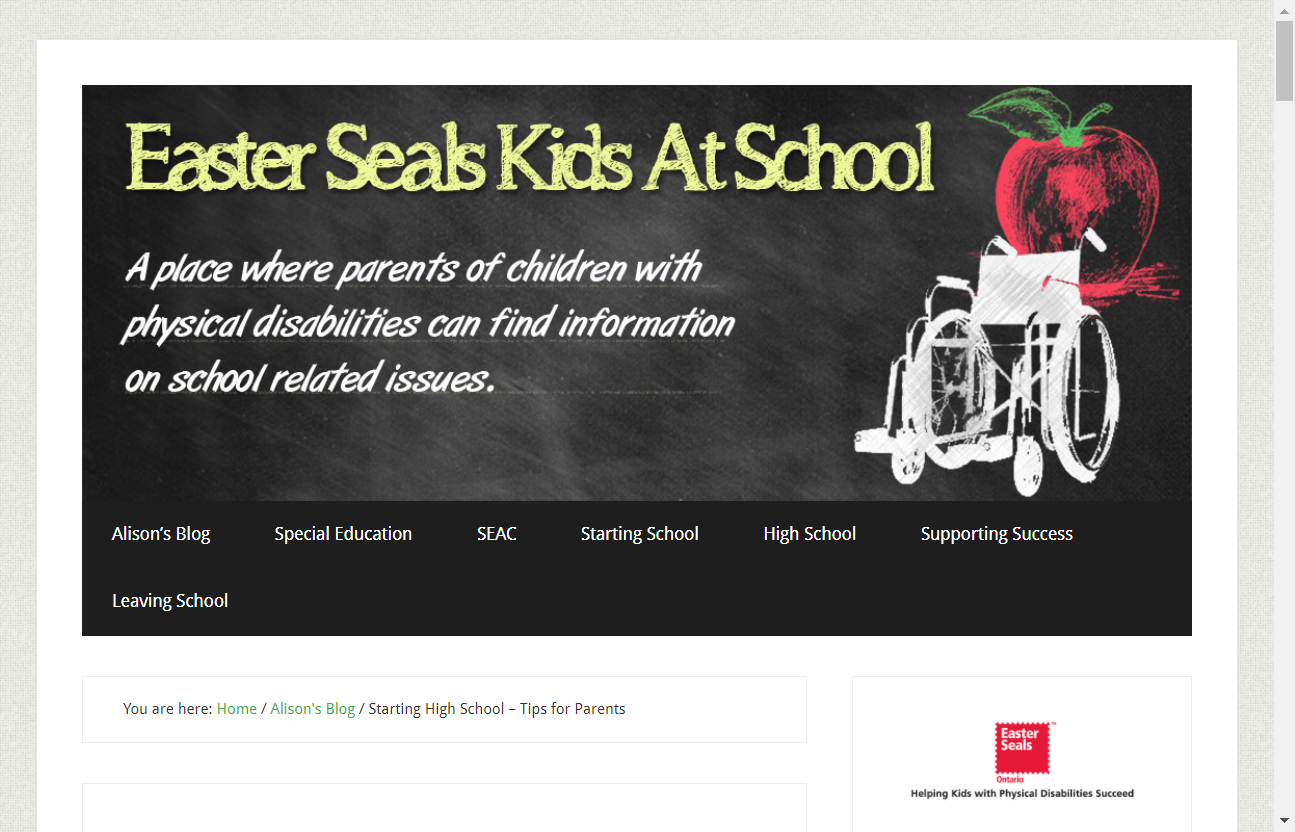 Easter Seals Kids At School
A place where parents of children with
physical disabilities can find information
on school related issues.
Alison’s Blog Special Education SEAC Starting School High School Supporting Success
Leaving School
You are here: Home / Alison's Blog / Starting High School – Tips for Parents
Easter
Seals
TM
Ontario
Helping Kids with Physical Disabilities Succeed